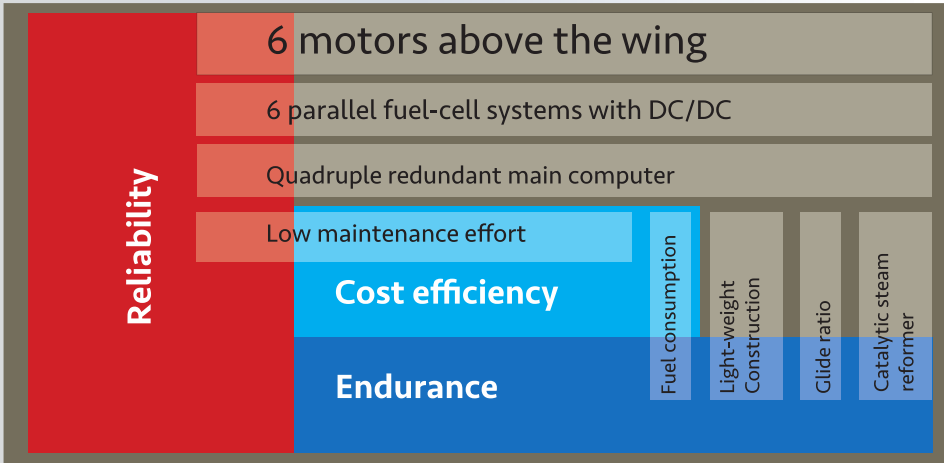 6 motors above the wing
6 parallel fuel-cell systems with DC/DC
Quadruple redundant main computer
Low maintenance effort
Reliability
Cost efficiency
Endurance
Fuel consumption
Light-weight
Construction
Glide ratio
Catalytic steam
reformer